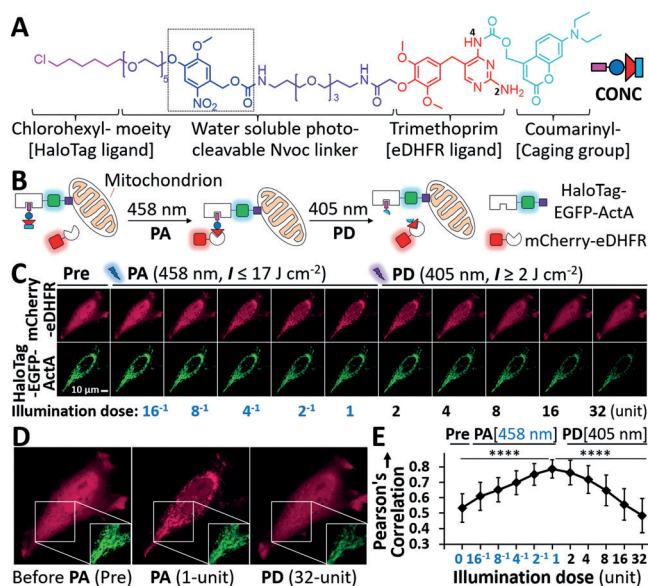 A
Cl
O
5
O
O
NO₂
O
O
N
H
O
3
H
N
O
O
O
O
4
HN
N
N
2
NH₂
O
O
O
O
N
CONC
Chlorohexyl- moeity
[HaloTag ligand]
Water soluble photo-
cleavable Nvoc linker
Trimethoprim
[eDHFR ligand]
Coumarinyl-
[Caging group]
B
Mitochondrion
458 nm
PA
405 nm
PD
HaloTag-
EGFP-ActA
mCherry-eDHFR
C
Pre
PA (458 nm, I ≤ 17 J cm⁻²)
PD (405 nm, I ≥ 2 J cm⁻²)
mCherry
-eDHFR
HaloTag
-EGFP-
ActA
10 µm
Illumination dose: 16⁻¹ 8⁻¹ 4⁻¹ 2⁻¹ 1 2 4 8 16 32 (unit)
D
Before PA (Pre)
PA (1-unit)
PD (32-unit)
E
Pre PA[458 nm] PD[405 nm]
**** ****
Pearson's
Correlation
0.8
0.7
0.6
0.5
0.4
0.3
0 16⁻¹ 8⁻¹ 4⁻¹ 2⁻¹ 1 2 4 8 16 32
Illumination dose (unit)